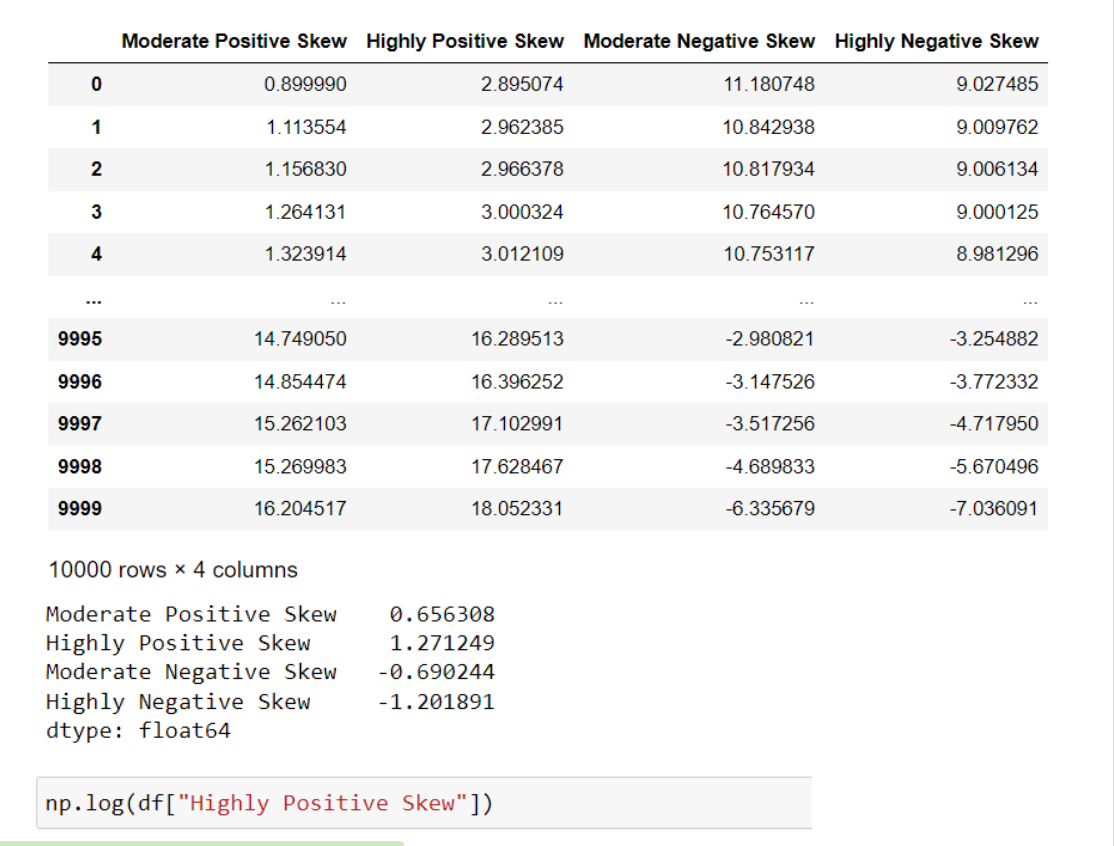 Moderate Positive Skew Highly Positive Skew Moderate Negative Skew Highly Negative Skew
0 0.899990 2.895074 11.180748 9.027485
1 1.113554 2.962385 10.842938 9.009762
2 1.156830 2.966378 10.817934 9.006134
3 1.264131 3.000324 10.764570 9.000125
4 1.323914 3.012109 10.753117 8.981296
... ... ... ... ...
9995 14.749050 16.289513 -2.980821 -3.254882
9996 14.854474 16.396252 -3.147526 -3.772332
9997 15.262103 17.102991 -3.517256 -4.717950
9998 15.269983 17.628467 -4.689833 -5.670496
9999 16.204517 18.052331 -6.335679 -7.036091
10000 rows × 4 columns
Moderate Positive Skew 0.656308
Highly Positive Skew 1.271249
Moderate Negative Skew -0.690244
Highly Negative Skew -1.201891
dtype: float64
np.log(df["Highly Positive Skew"])